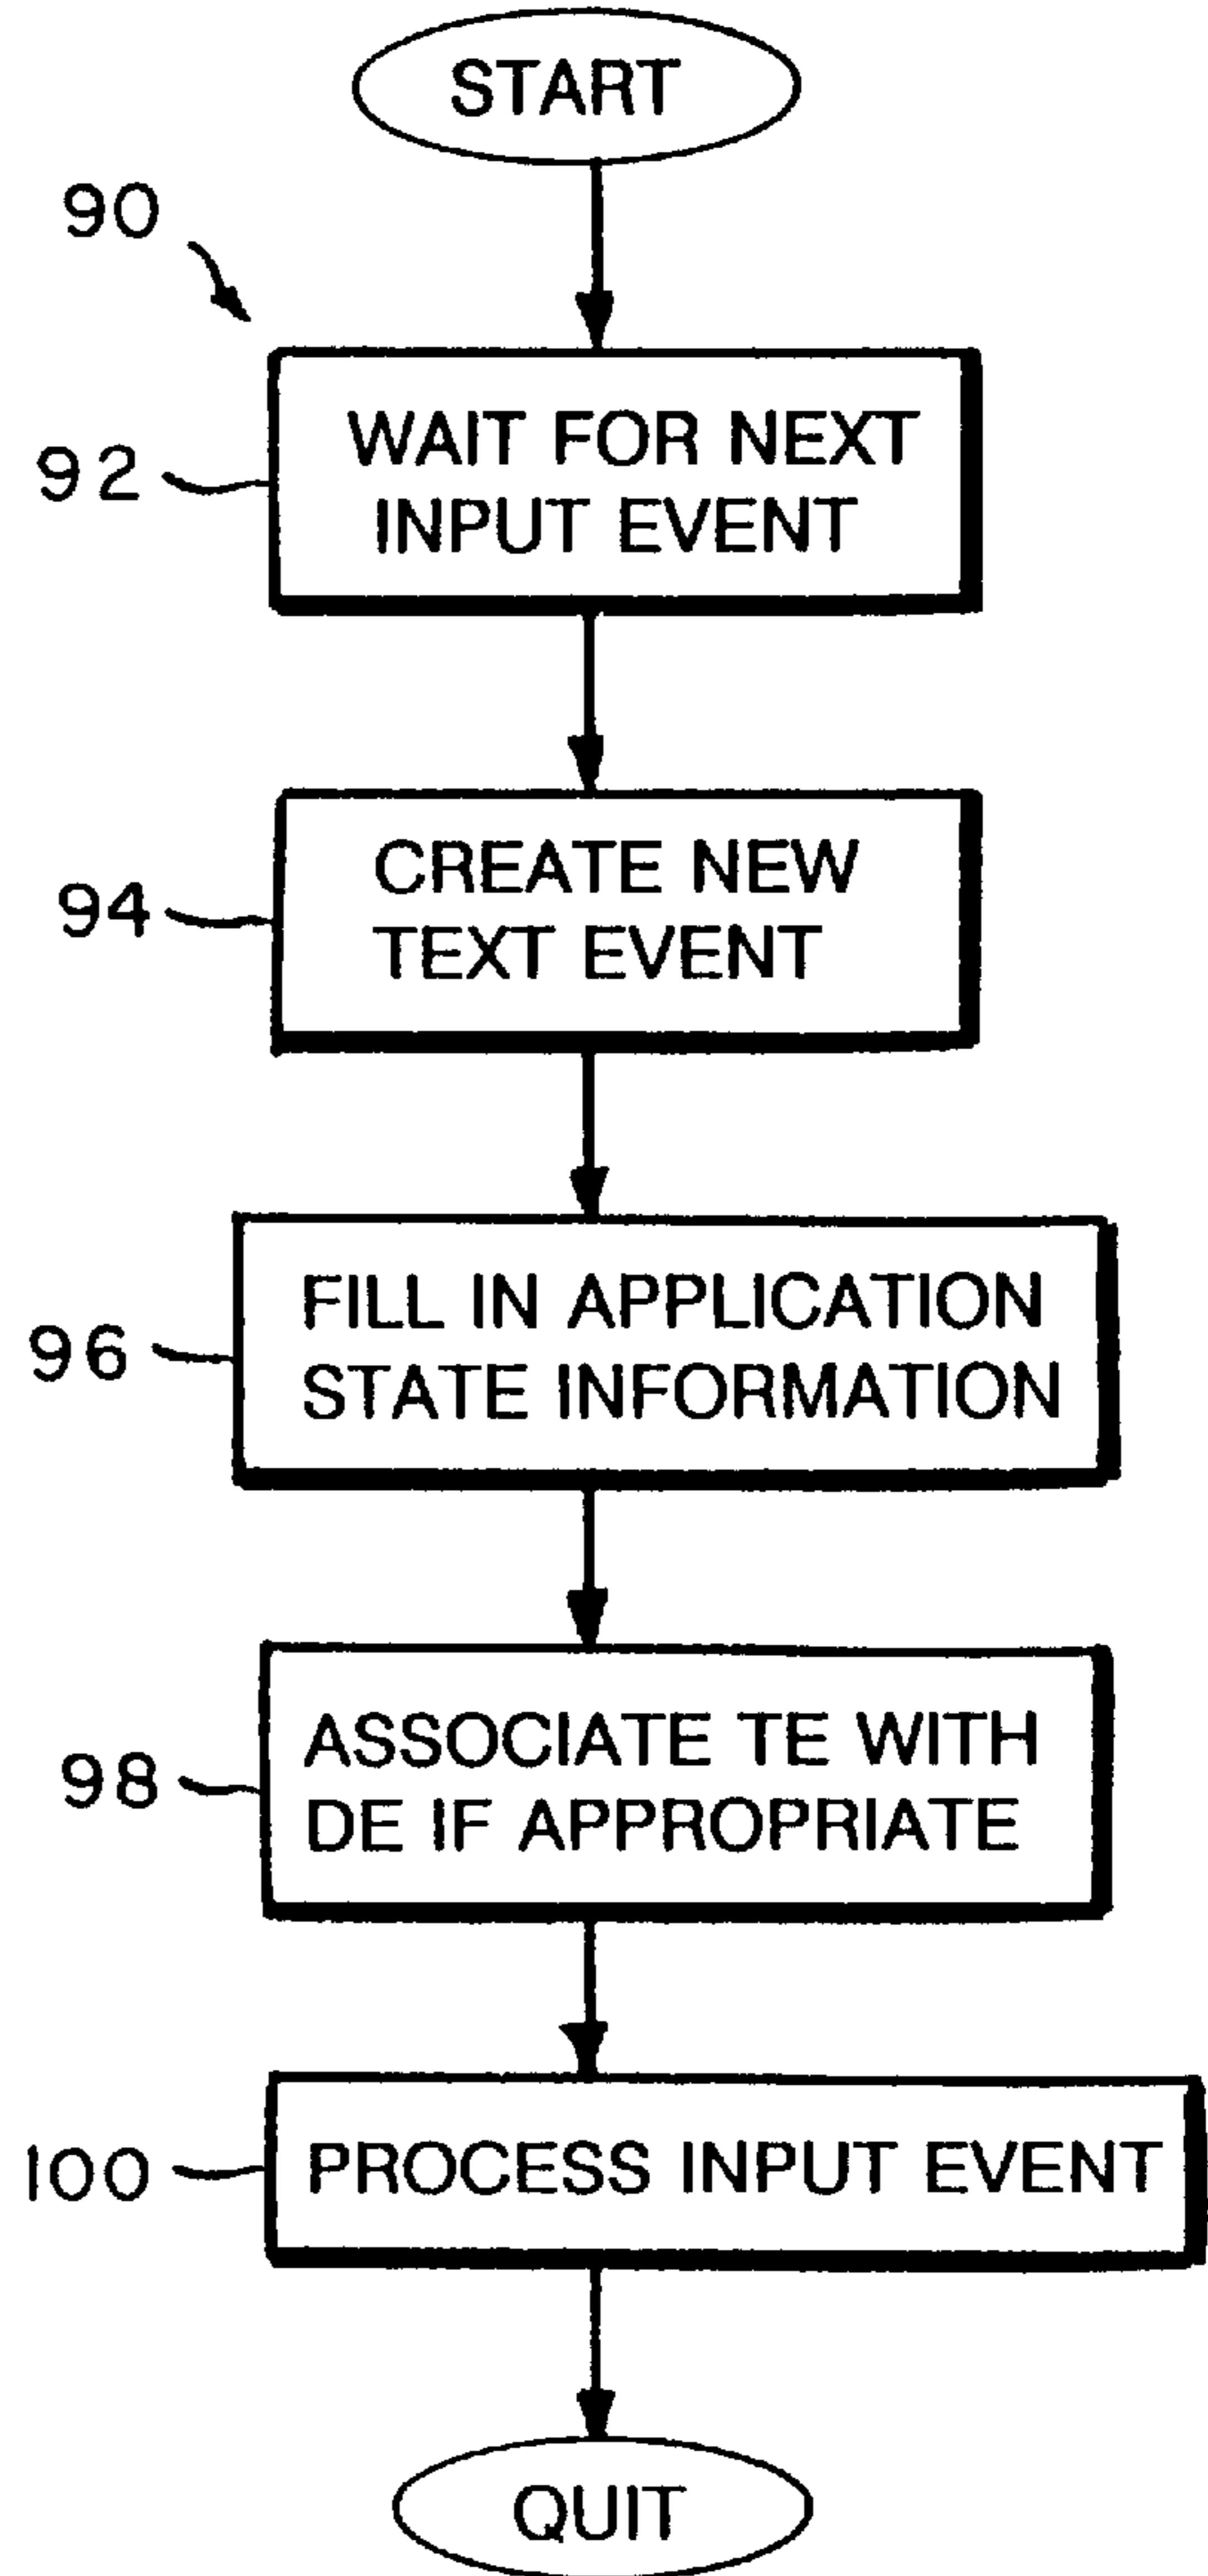 START
90
92
WAIT FOR NEXT
INPUT EVENT
94
CREATE NEW
TEXT EVENT
96
FILL IN APPLICATION
STATE INFORMATION
98
ASSOCIATE TE WITH
DE IF APPROPRIATE
100
PROCESS INPUT EVENT
QUIT